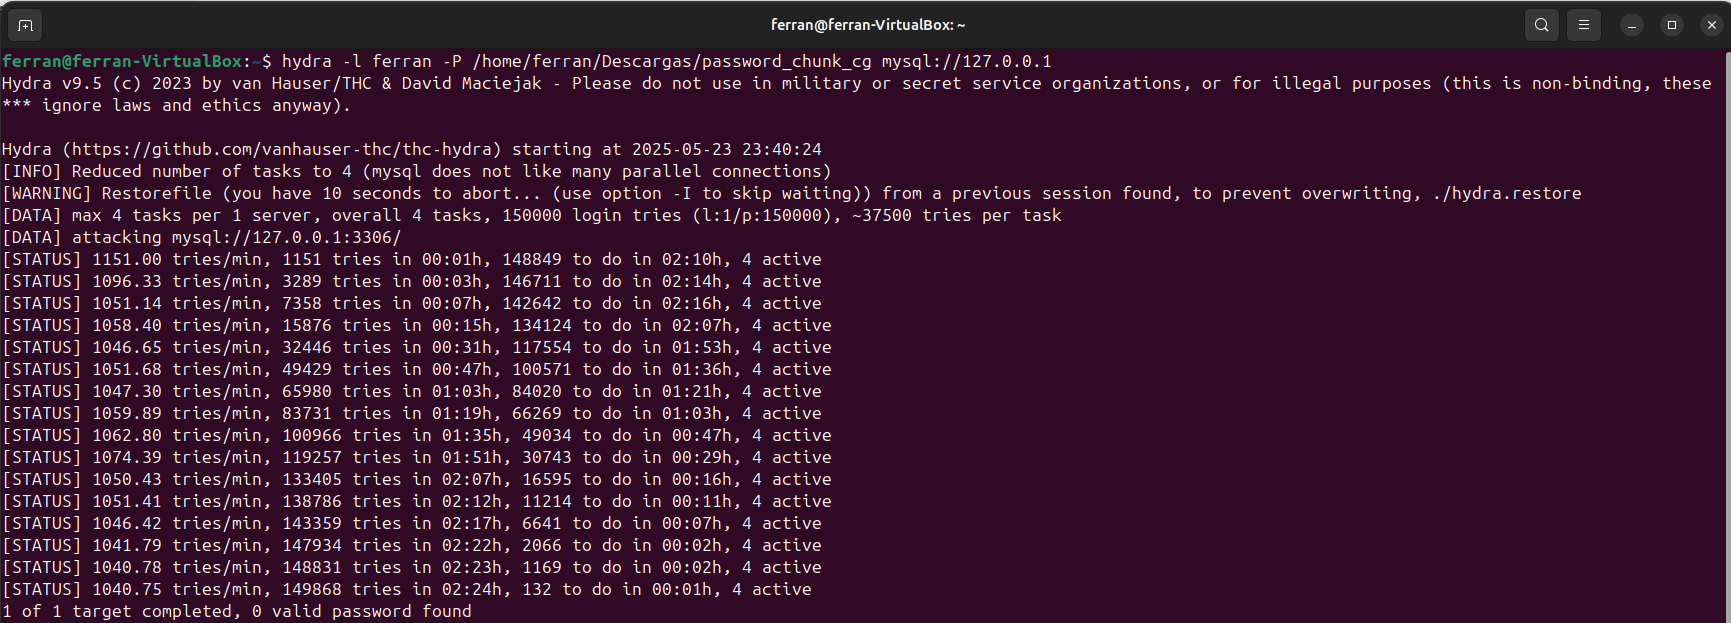 ferran@ferran-VirtualBox: ~
ferran@ferran-VirtualBox:~$ hydra -l ferran -P /home/ferran/Descargas/password_chunk_cg mysql://127.0.0.1
Hydra v9.5 (c) 2023 by van Hauser/THC & David Maciejak - Please do not use in military or secret service organizations, or for illegal purposes (this is non-binding, these
*** ignore laws and ethics anyway).
Hydra (https://github.com/vanhauser-thc/thc-hydra) starting at 2025-05-23 23:40:24
[INFO] Reduced number of tasks to 4 (mysql does not like many parallel connections)
[WARNING] Restorefile (you have 10 seconds to abort... (use option -I to skip waiting)) from a previous session found, to prevent overwriting, ./hydra.restore
[DATA] max 4 tasks per 1 server, overall 4 tasks, 150000 login tries (l:1/p:150000), ~37500 tries per task
[DATA] attacking mysql://127.0.0.1:3306/
[STATUS] 1151.00 tries/min, 1151 tries in 00:01h, 148849 to do in 02:10h, 4 active
[STATUS] 1096.33 tries/min, 3289 tries in 00:03h, 146711 to do in 02:14h, 4 active
[STATUS] 1051.14 tries/min, 7358 tries in 00:07h, 142642 to do in 02:16h, 4 active
[STATUS] 1058.40 tries/min, 15876 tries in 00:15h, 134124 to do in 02:07h, 4 active
[STATUS] 1046.65 tries/min, 32446 tries in 00:31h, 117554 to do in 01:53h, 4 active
[STATUS] 1051.68 tries/min, 49429 tries in 00:47h, 100571 to do in 01:36h, 4 active
[STATUS] 1047.30 tries/min, 65980 tries in 01:03h, 84020 to do in 01:21h, 4 active
[STATUS] 1059.89 tries/min, 83731 tries in 01:19h, 66269 to do in 01:03h, 4 active
[STATUS] 1062.80 tries/min, 100966 tries in 01:35h, 49034 to do in 00:47h, 4 active
[STATUS] 1074.39 tries/min, 119257 tries in 01:51h, 30743 to do in 00:29h, 4 active
[STATUS] 1050.43 tries/min, 133405 tries in 02:07h, 16595 to do in 00:16h, 4 active
[STATUS] 1051.41 tries/min, 138786 tries in 02:12h, 11214 to do in 00:11h, 4 active
[STATUS] 1046.42 tries/min, 143359 tries in 02:17h, 6641 to do in 00:07h, 4 active
[STATUS] 1041.79 tries/min, 147934 tries in 02:22h, 2066 to do in 00:02h, 4 active
[STATUS] 1040.78 tries/min, 148831 tries in 02:23h, 1169 to do in 00:02h, 4 active
[STATUS] 1040.75 tries/min, 149868 tries in 02:24h, 132 to do in 00:01h, 4 active
1 of 1 target completed, 0 valid password found